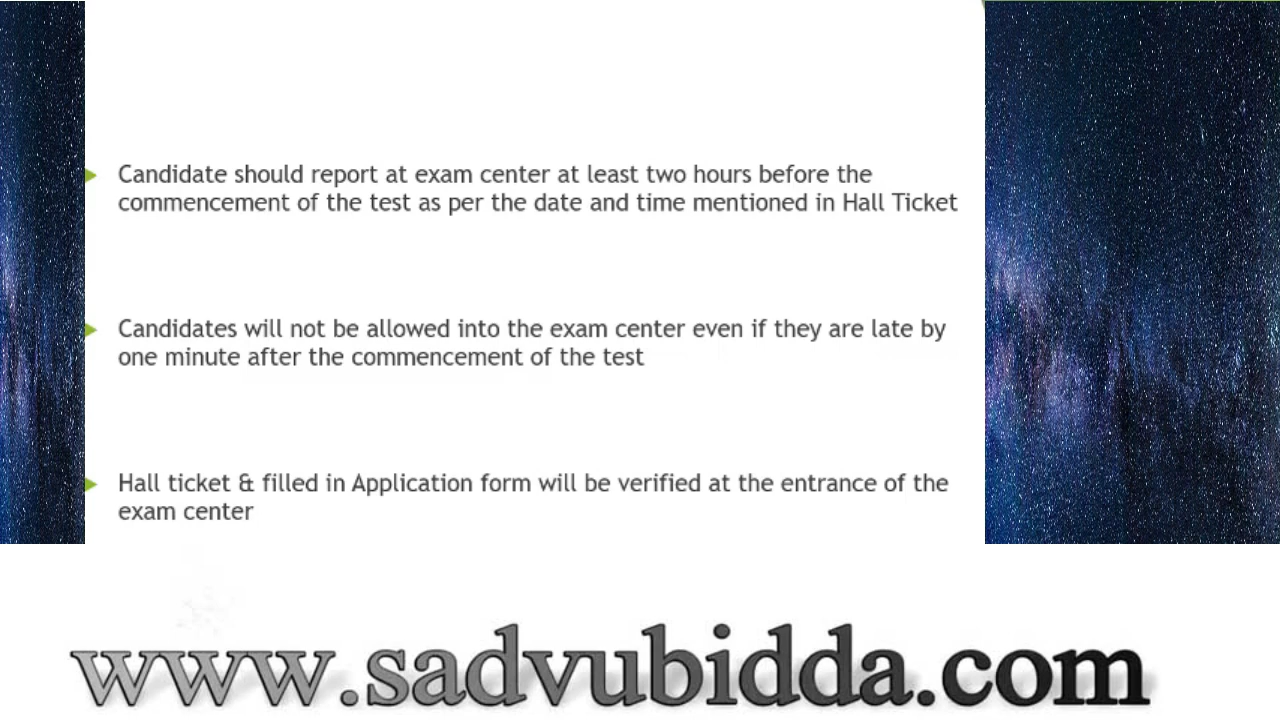 Candidate should report at exam center at least two hours before the
commencement of the test as per the date and time mentioned in Hall Ticket
Candidates will not be allowed into the exam center even if they are late by
one minute after the commencement of the test
Hall ticket & filled in Application form will be verified at the entrance of the
exam center
www.sadvubidda.com